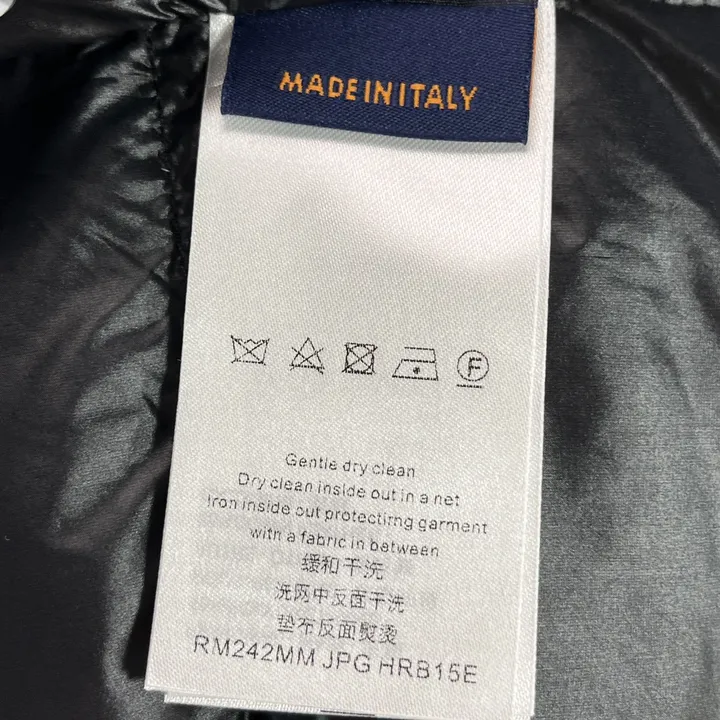 MADE IN ITALY
F
Gentle dry clean
Dry clean inside out in a net
Iron inside out protectirng garment
with a fabric in between
缓和干洗
洗网中反面干洗
垫布反面熨烫
RM242MM JPG HRB15E